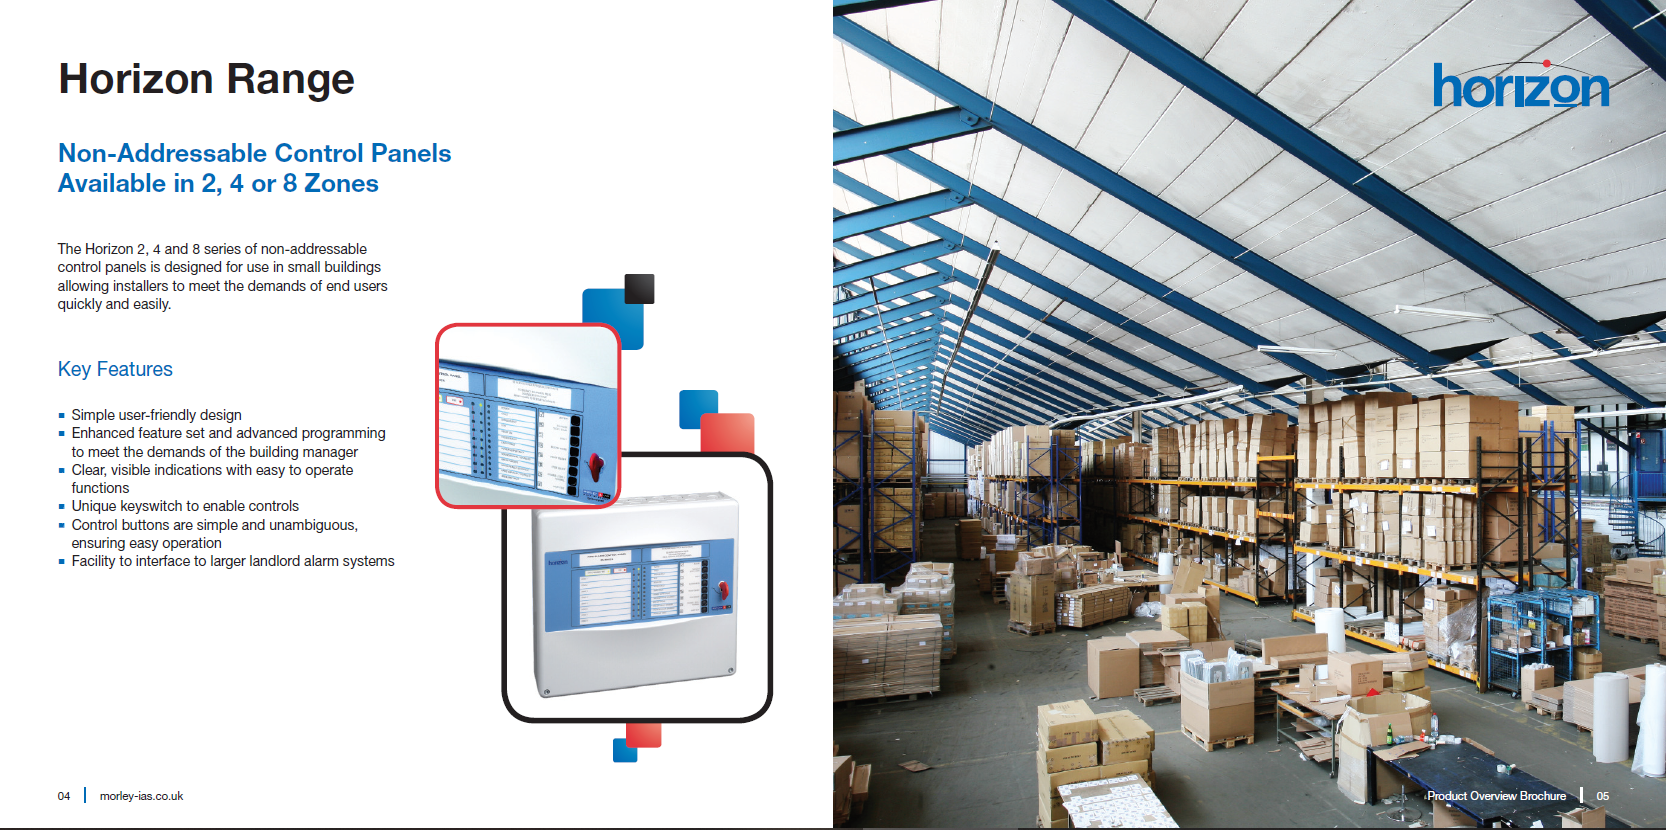 Horizon Range
Non-Addressable Control Panels
Available in 2, 4 or 8 Zones
The Horizon 2, 4 and 8 series of non-addressable
control panels is designed for use in small buildings
allowing installers to meet the demands of end users
quickly and easily.
Key Features
Simple user-friendly design
Enhanced feature set and advanced programming
to meet the demands of the building manager
Clear, visible indications with easy to operate
functions
Unique keyswitch to enable controls
Control buttons are simple and unambiguous,
ensuring easy operation
Facility to interface to larger landlord alarm systems
horizon
04
morley-ias.co.uk
horizon
Product Overview Brochure
05